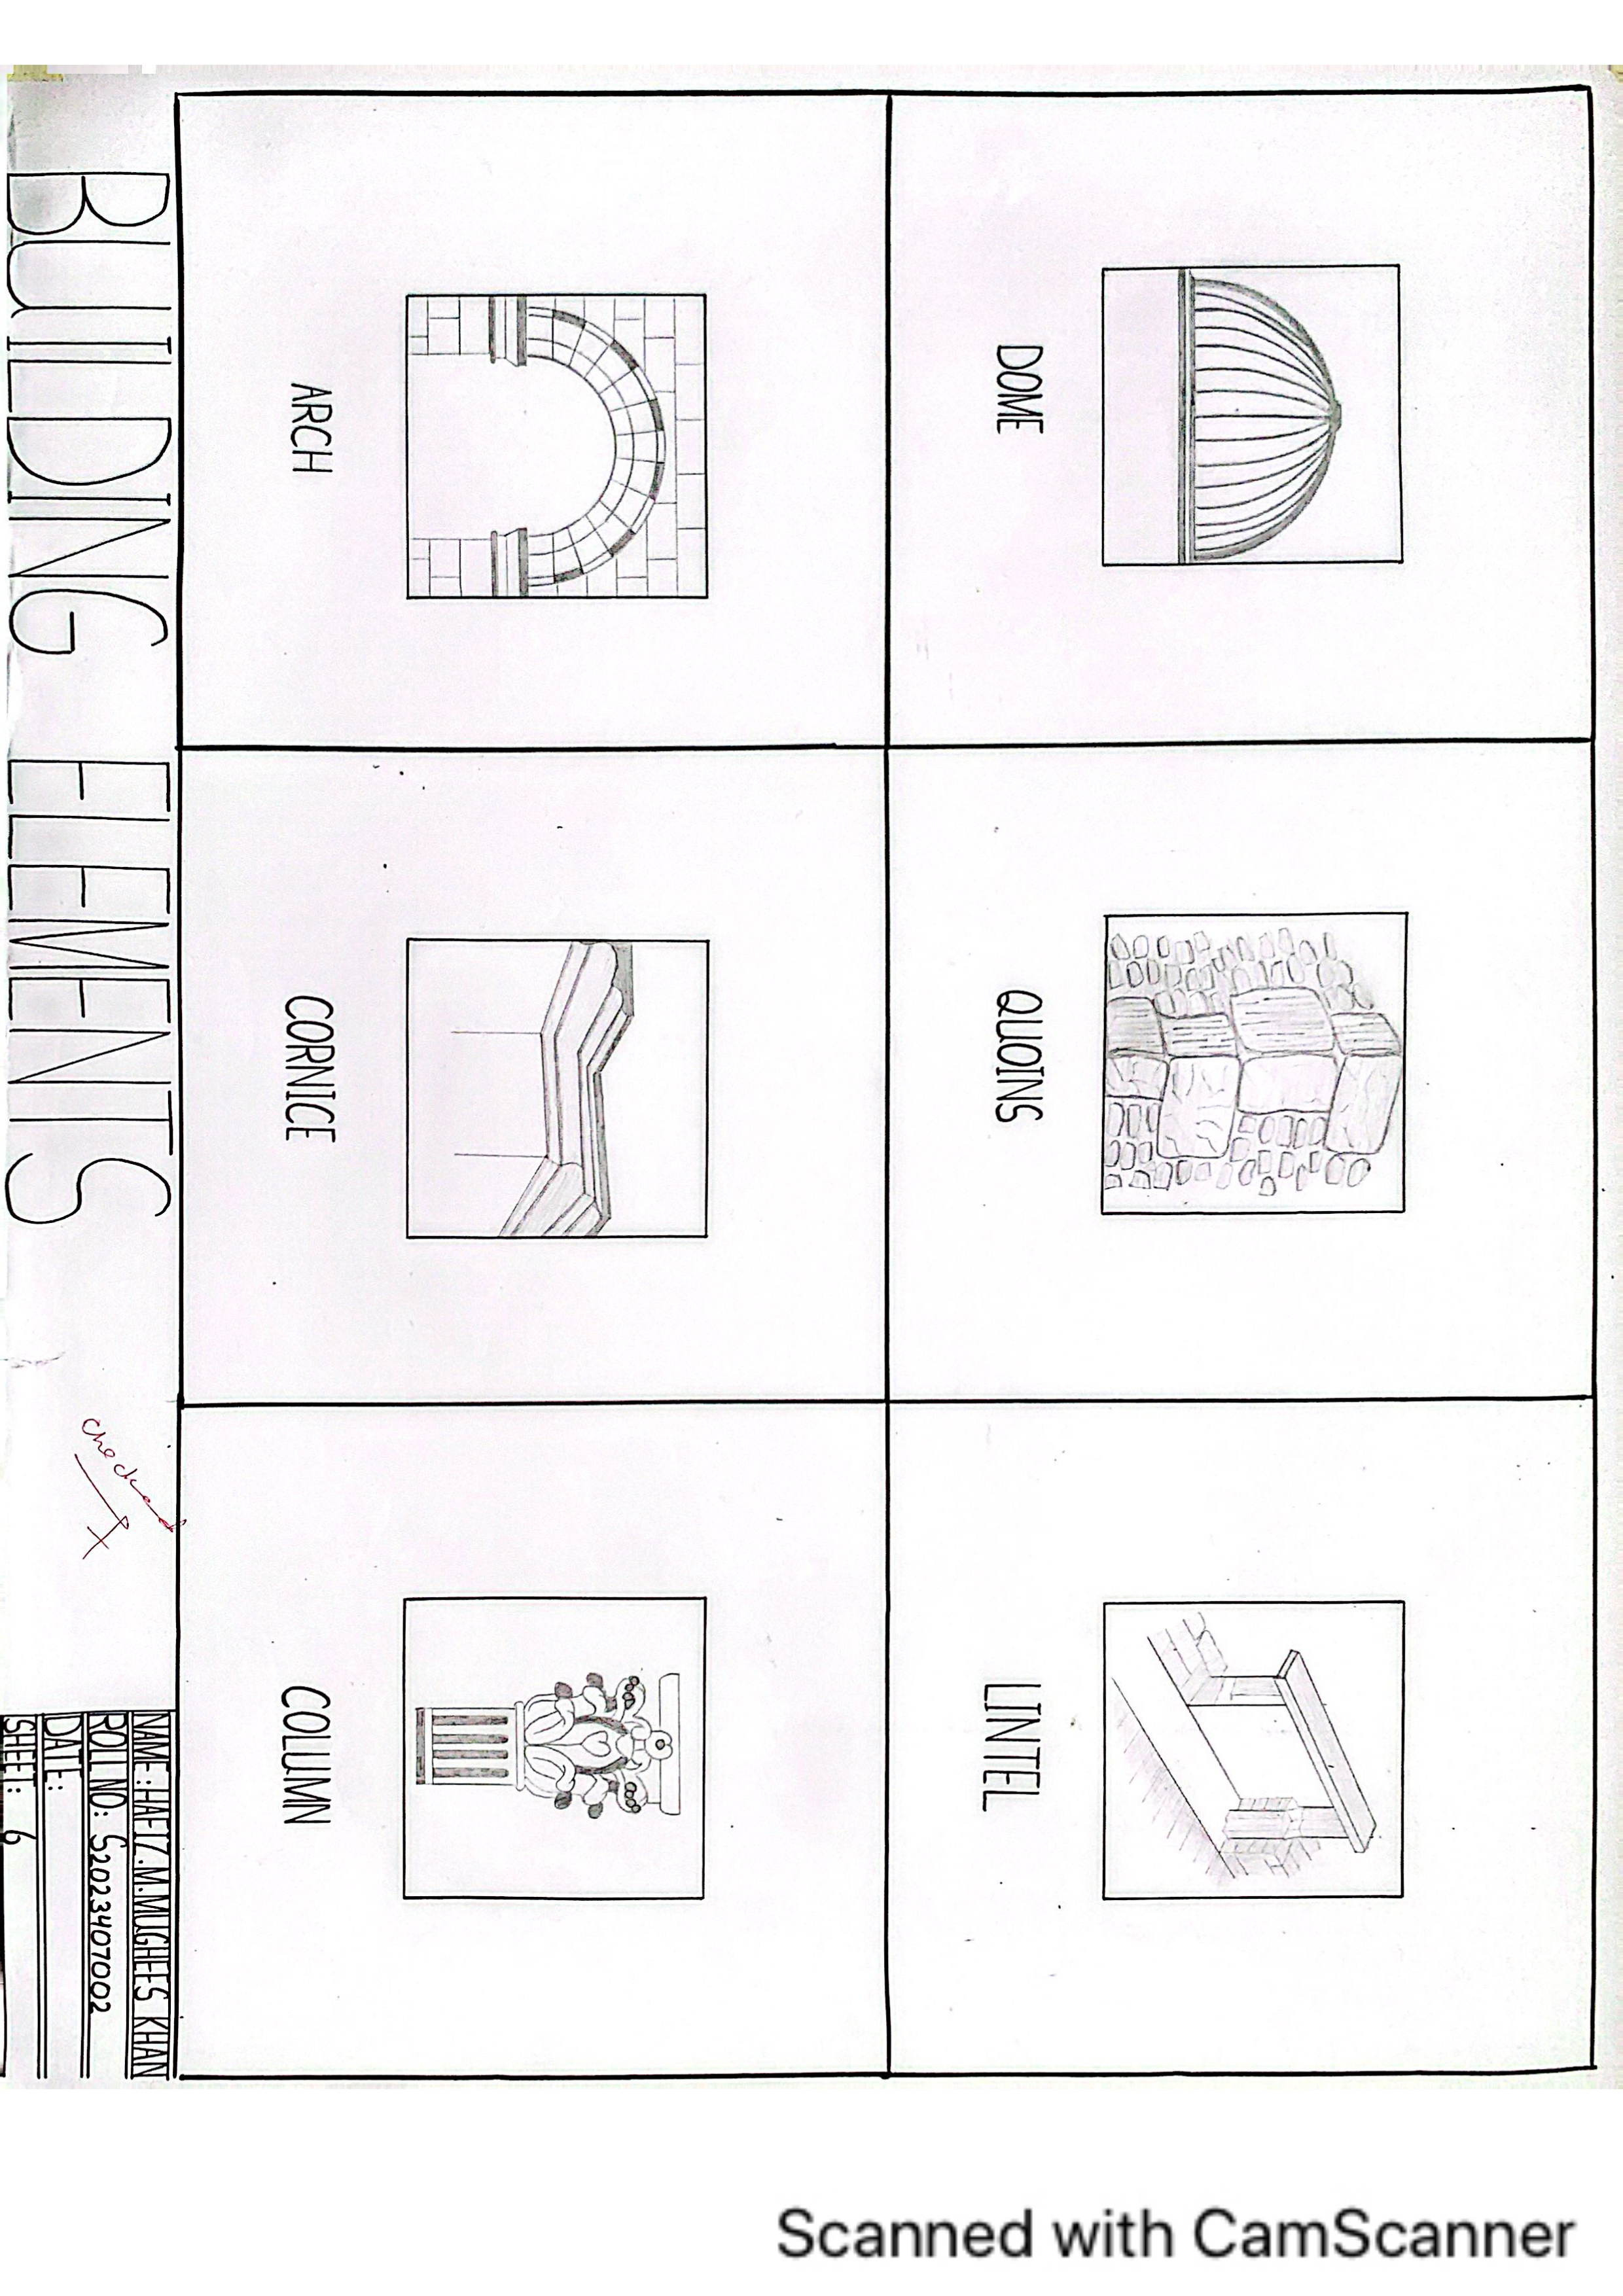 DOME
QUOINS
LINTEL
ARCH
CORNICE
COLUMN
BUILDING ELEMENTS
checked
NAME: HAFIZ.M.MUGHEES KHAN
ROLL NO: S2023407002
DATE:
SHEET: 6
Scanned with CamScanner